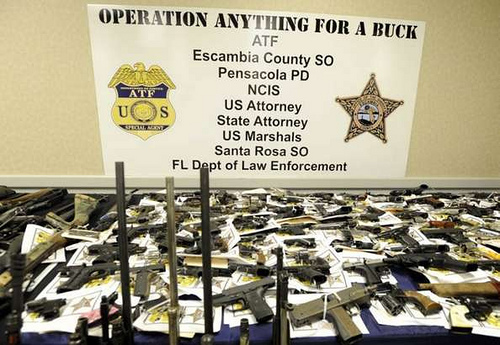 OPERATION ANYTHING FOR A BUCK
ATF
Escambia County SO
Pensacola PD
NCIS
US Attorney
State Attorney
US Marshals
Santa Rosa SO
FL Dept of Law Enforcement
ATF
U S
SPECIAL AGENT